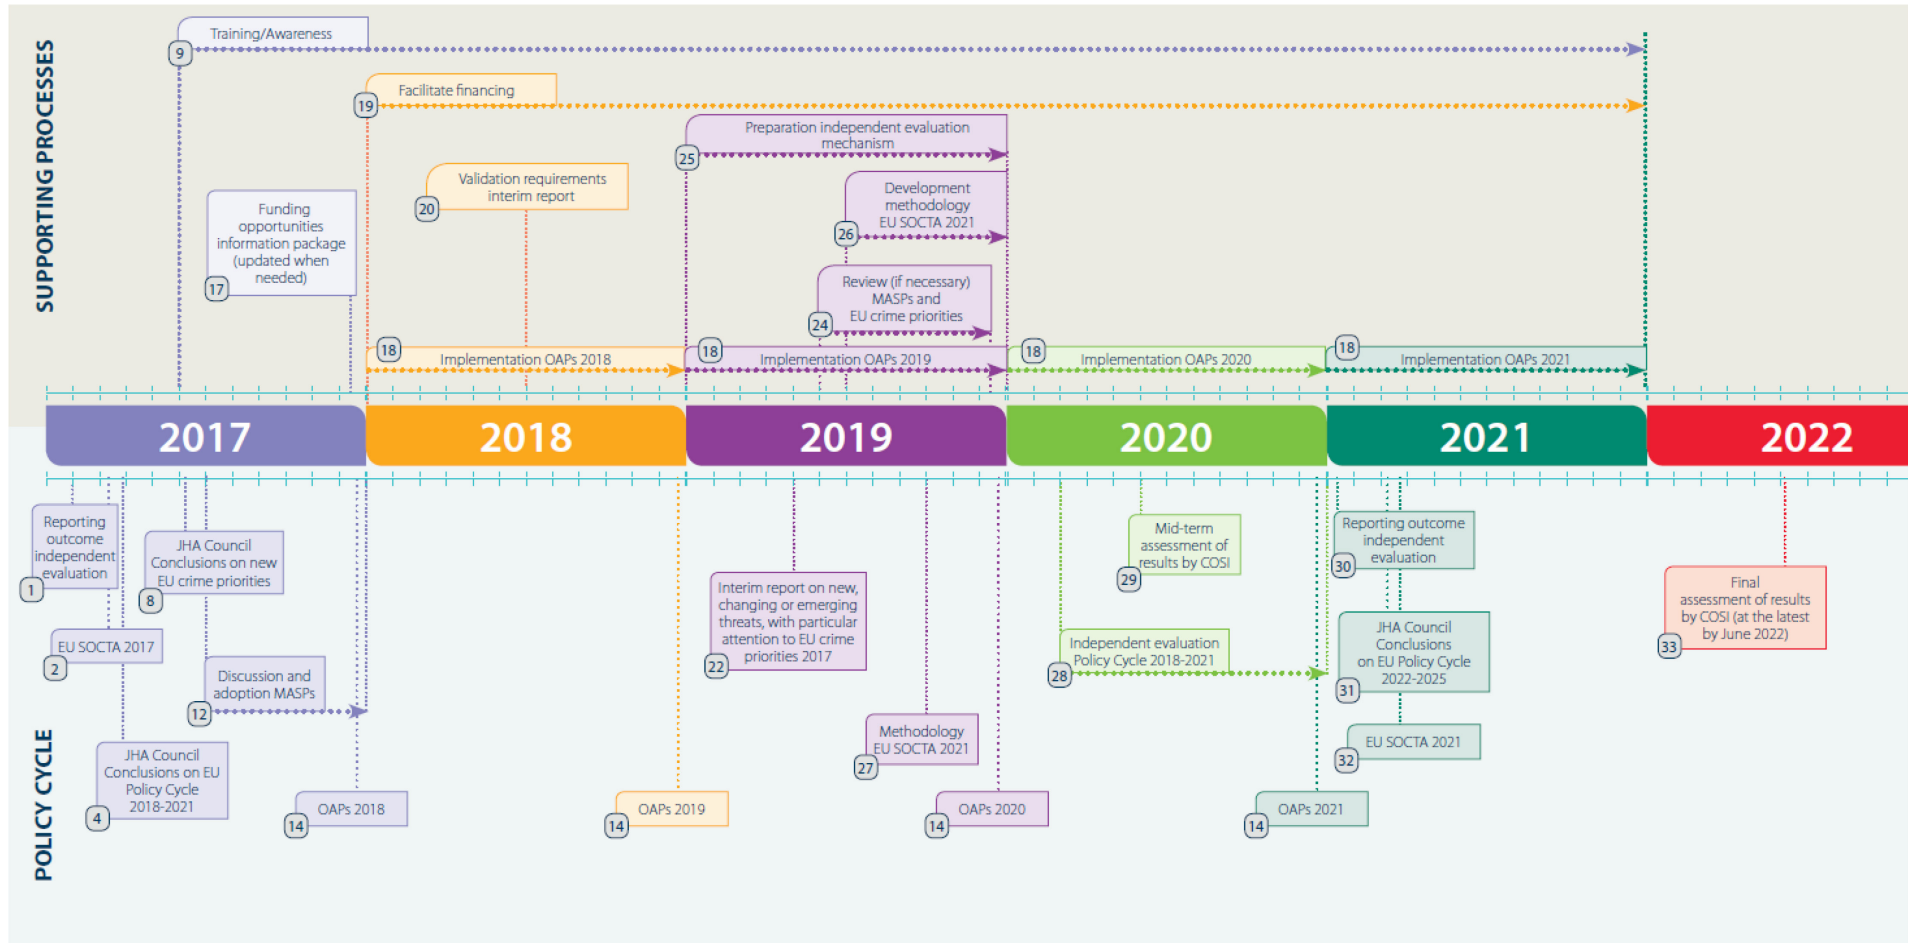 SUPPORTING PROCESSES
Training/Awareness
9
Facilitate financing
19
Preparation independent evaluation
mechanism
25
Validation requirements
interim report
20
Development
methodology
EU SOCTA 2021
26
Funding
opportunities
information package
(updated when
needed)
17
Review (if necessary)
MASPs and
EU crime priorities
24
18
Implementation OAPs 2018
18
Implementation OAPs 2019
18
Implementation OAPs 2020
18
Implementation OAPs 2021
2017
2018
2019
2020
2021
2022
POLICY CYCLE
Reporting
outcome
independent
evaluation
1
JHA Council
Conclusions on new
EU crime priorities
8
EU SOCTA 2017
2
Discussion and
adoption MASPs
12
JHA Council
Conclusions on EU
Policy Cycle
2018-2021
4
OAPs 2018
14
OAPs 2019
14
Interim report on new,
changing or emerging
threats, with particular
attention to EU crime
priorities 2017
22
Methodology
EU SOCTA 2021
27
OAPs 2020
14
Mid-term
assessment of
results by COSI
29
Independent evaluation
Policy Cycle 2018-2021
28
OAPs 2021
14
Reporting outcome
independent
evaluation
30
JHA Council
Conclusions
on EU Policy Cycle
2022-2025
31
EU SOCTA 2021
32
Final
assessment of results
by COSI (at the latest
by June 2022)
33